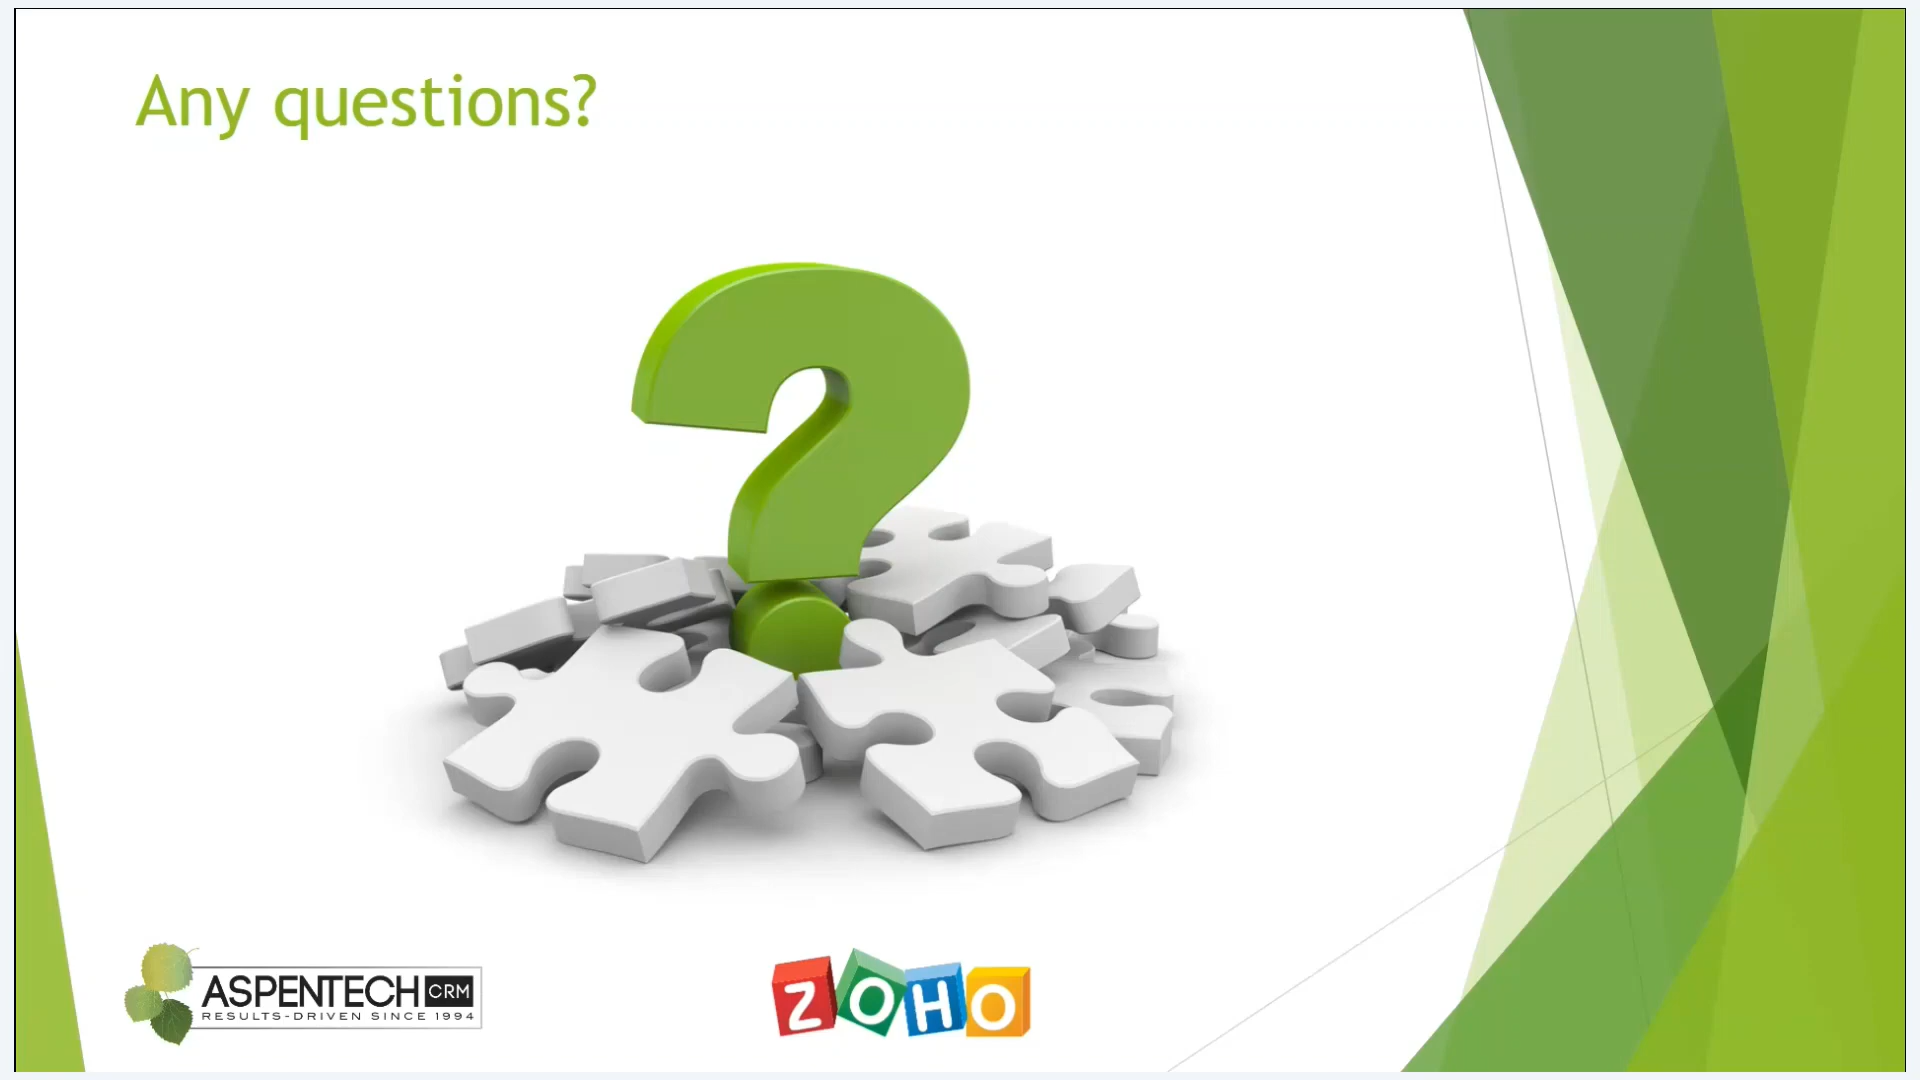 Any questions?
?
ASPENTECH CRM
RESULTS-DRIVEN SINCE 1994
ZOHO